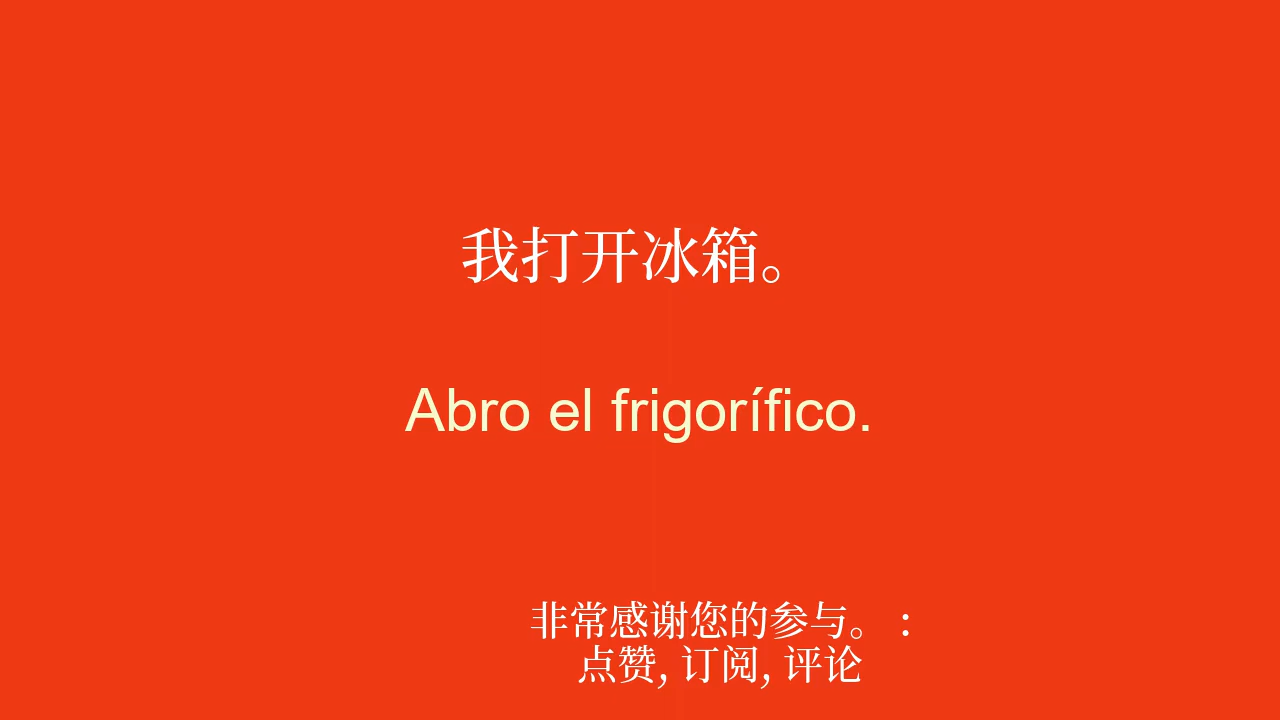 我打开冰箱。
Abro el frigorífico.
非常感谢您的参与。 :
点赞, 订阅, 评论